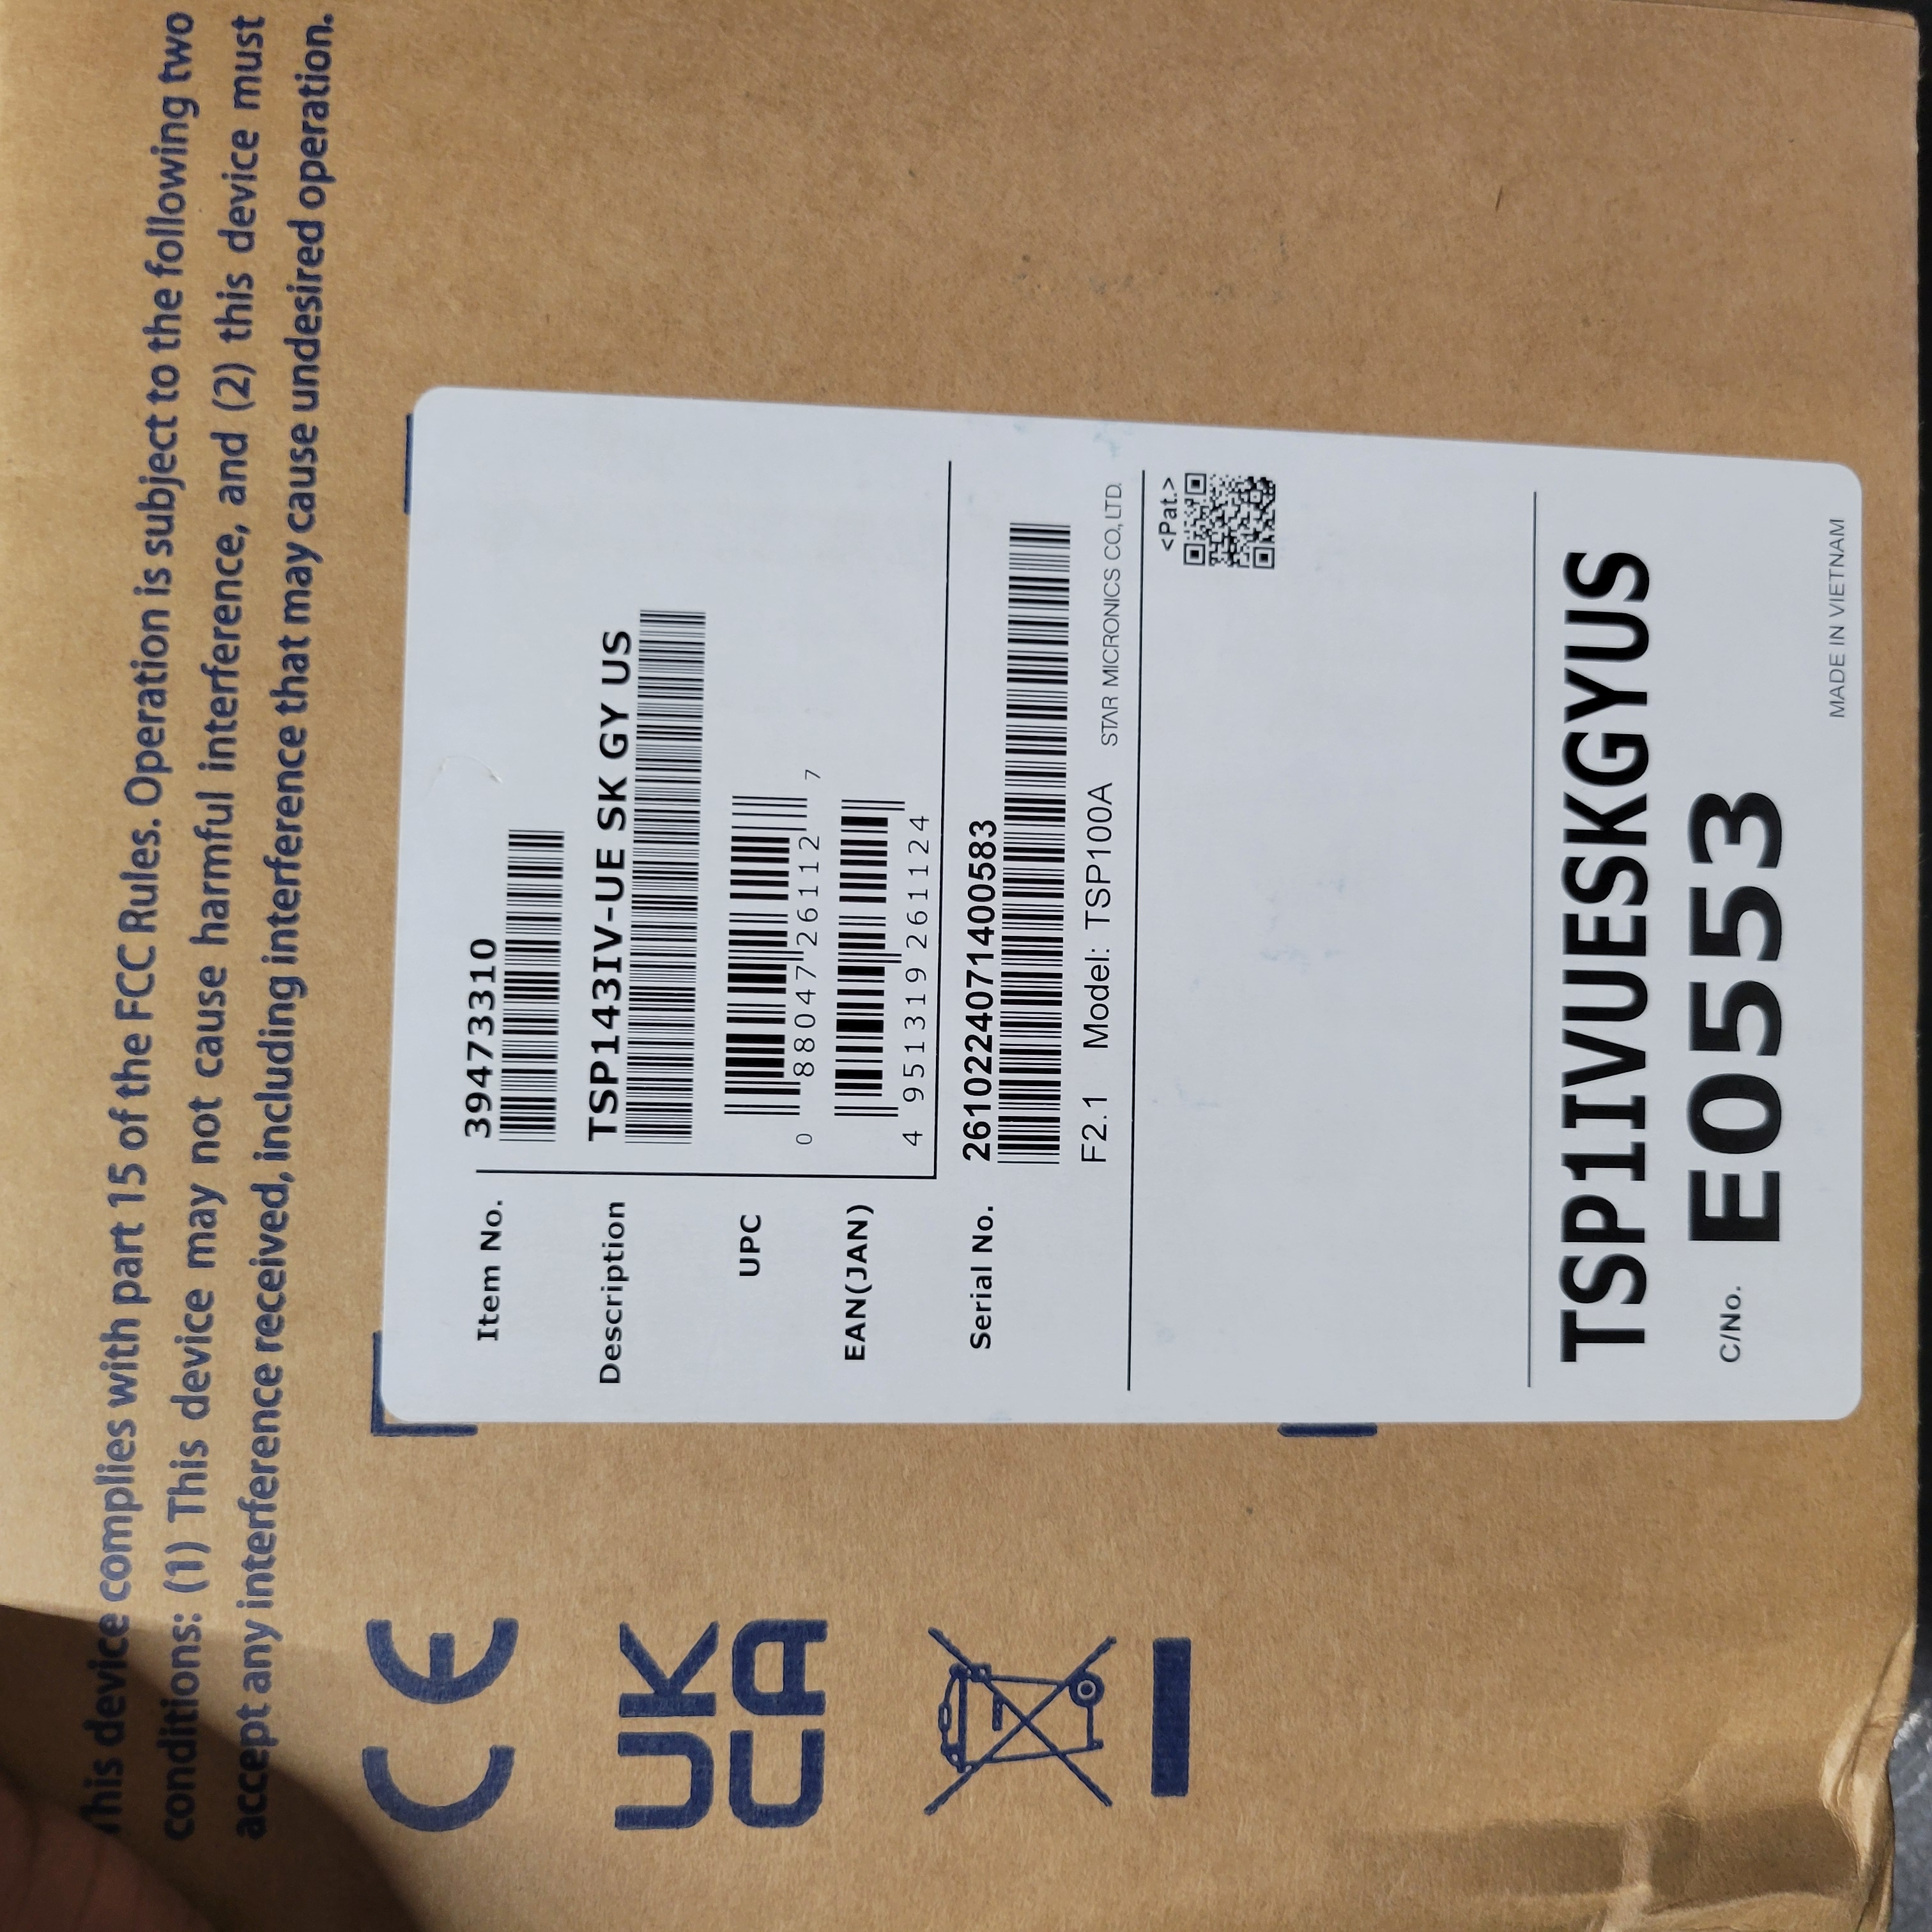 This device complies with part 15 of the FCC Rules. Operation is subject to the following two
conditions: (1) This device may not cause harmful interference, and (2) this device must
accept any interference received, including interference that may cause undesired operation.
CE
UK
CA
Item No. 39473310
Description TSP143IV-UE SK GY US
UPC 0 88047 26112 7
EAN(JAN) 4 951319 261124
Serial No. 2610224071400583
F2.1 Model: TSP100A STAR MICRONICS CO.,LTD.
<Pat.>
TSP1IVUESKGYUS
C/No. E0553
MADE IN VIETNAM